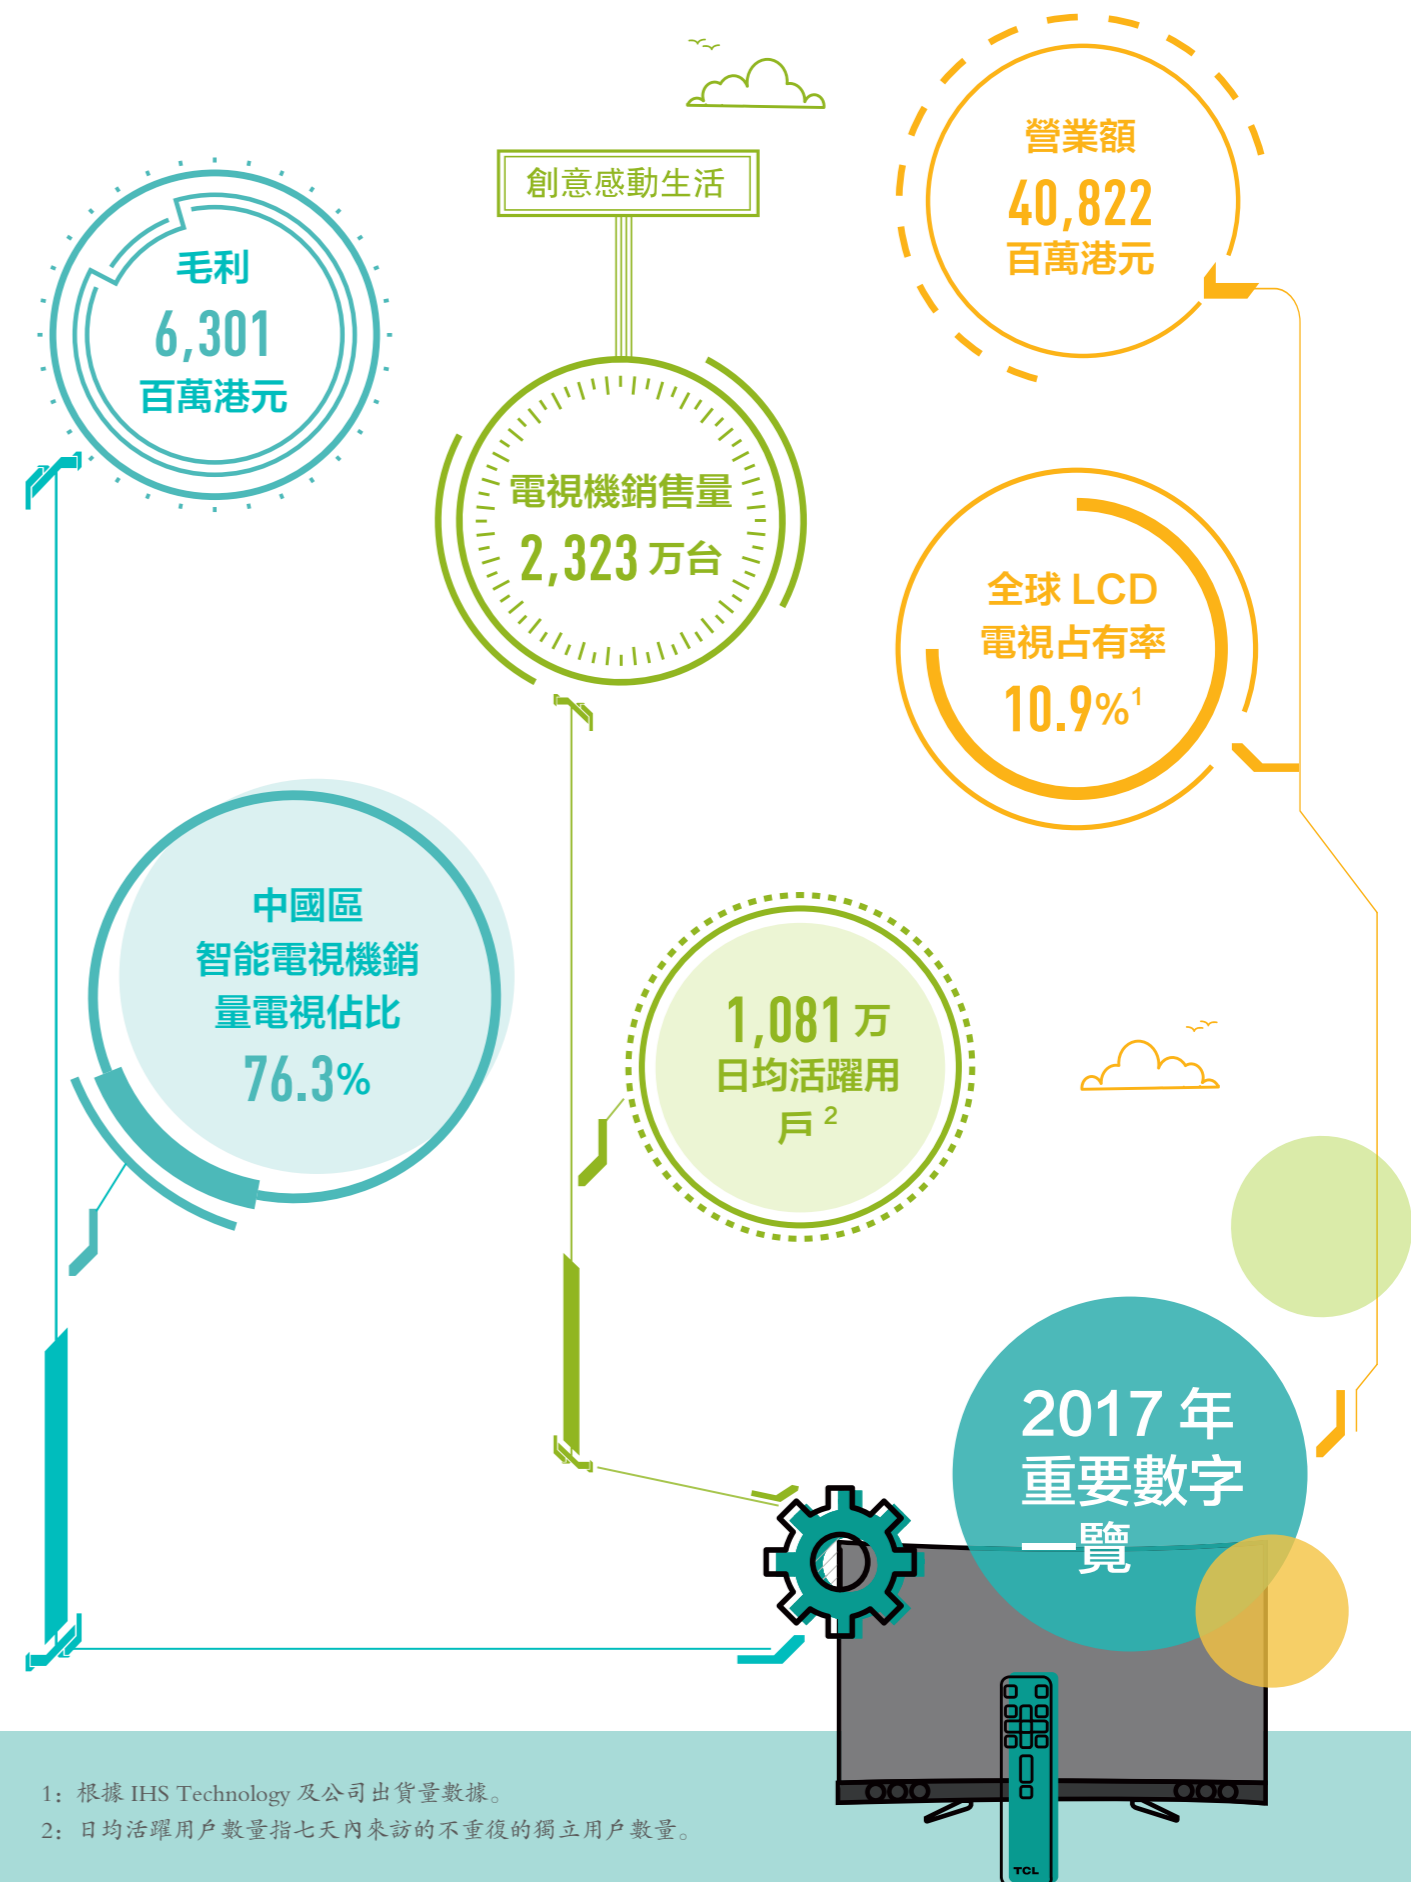 創意感動生活
營業額
40,822
百萬港元
毛利
6,301
百萬港元
電視機銷售量
2,323 万台
全球 LCD
電視占有率
10.9%1
中國區
智能電視機銷
量電視佔比
76.3%
1,081 万
日均活躍用
戶 2
2017 年
重要數字
一覽
TCL
1: 根據 IHS Technology 及公司出貨量數據。
2: 日均活躍用戶數量指七天內來訪的不重復的獨立用戶數量。